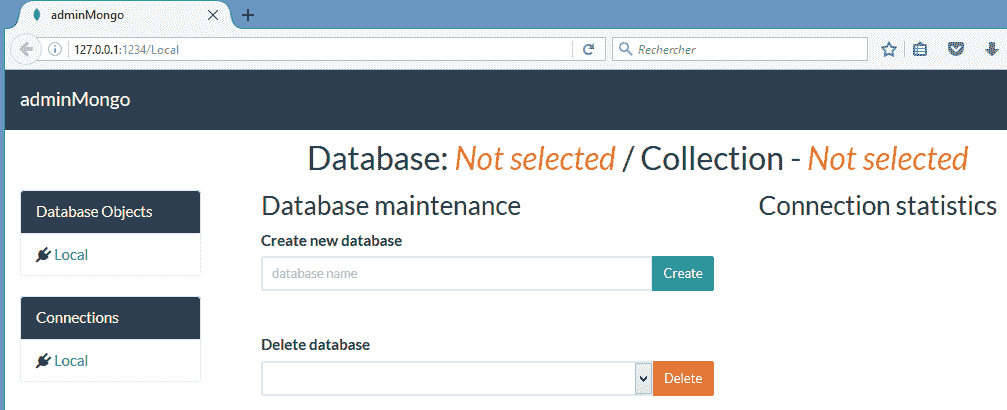 adminMongo
127.0.0.1:1234/Local
Rechercher
adminMongo
Database: Not selected / Collection - Not selected
Database Objects
Local
Connections
Local
Database maintenance
Create new database
database name
Create
Delete database
Delete
Connection statistics